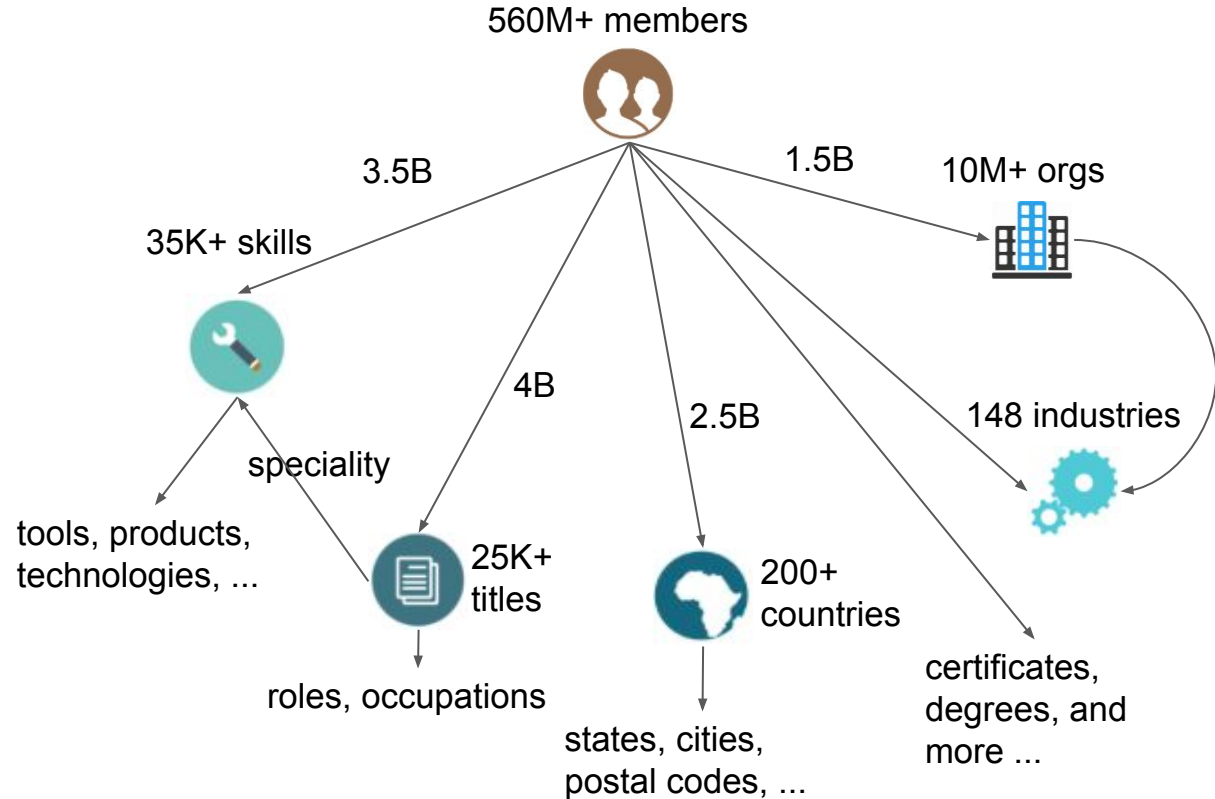 560M+ members
3.5B
1.5B
10M+ orgs
35K+ skills
4B
2.5B
148 industries
speciality
tools, products,
technologies, ...
25K+
titles
200+
countries
roles, occupations
certificates,
degrees, and
more ...
states, cities,
postal codes, ...